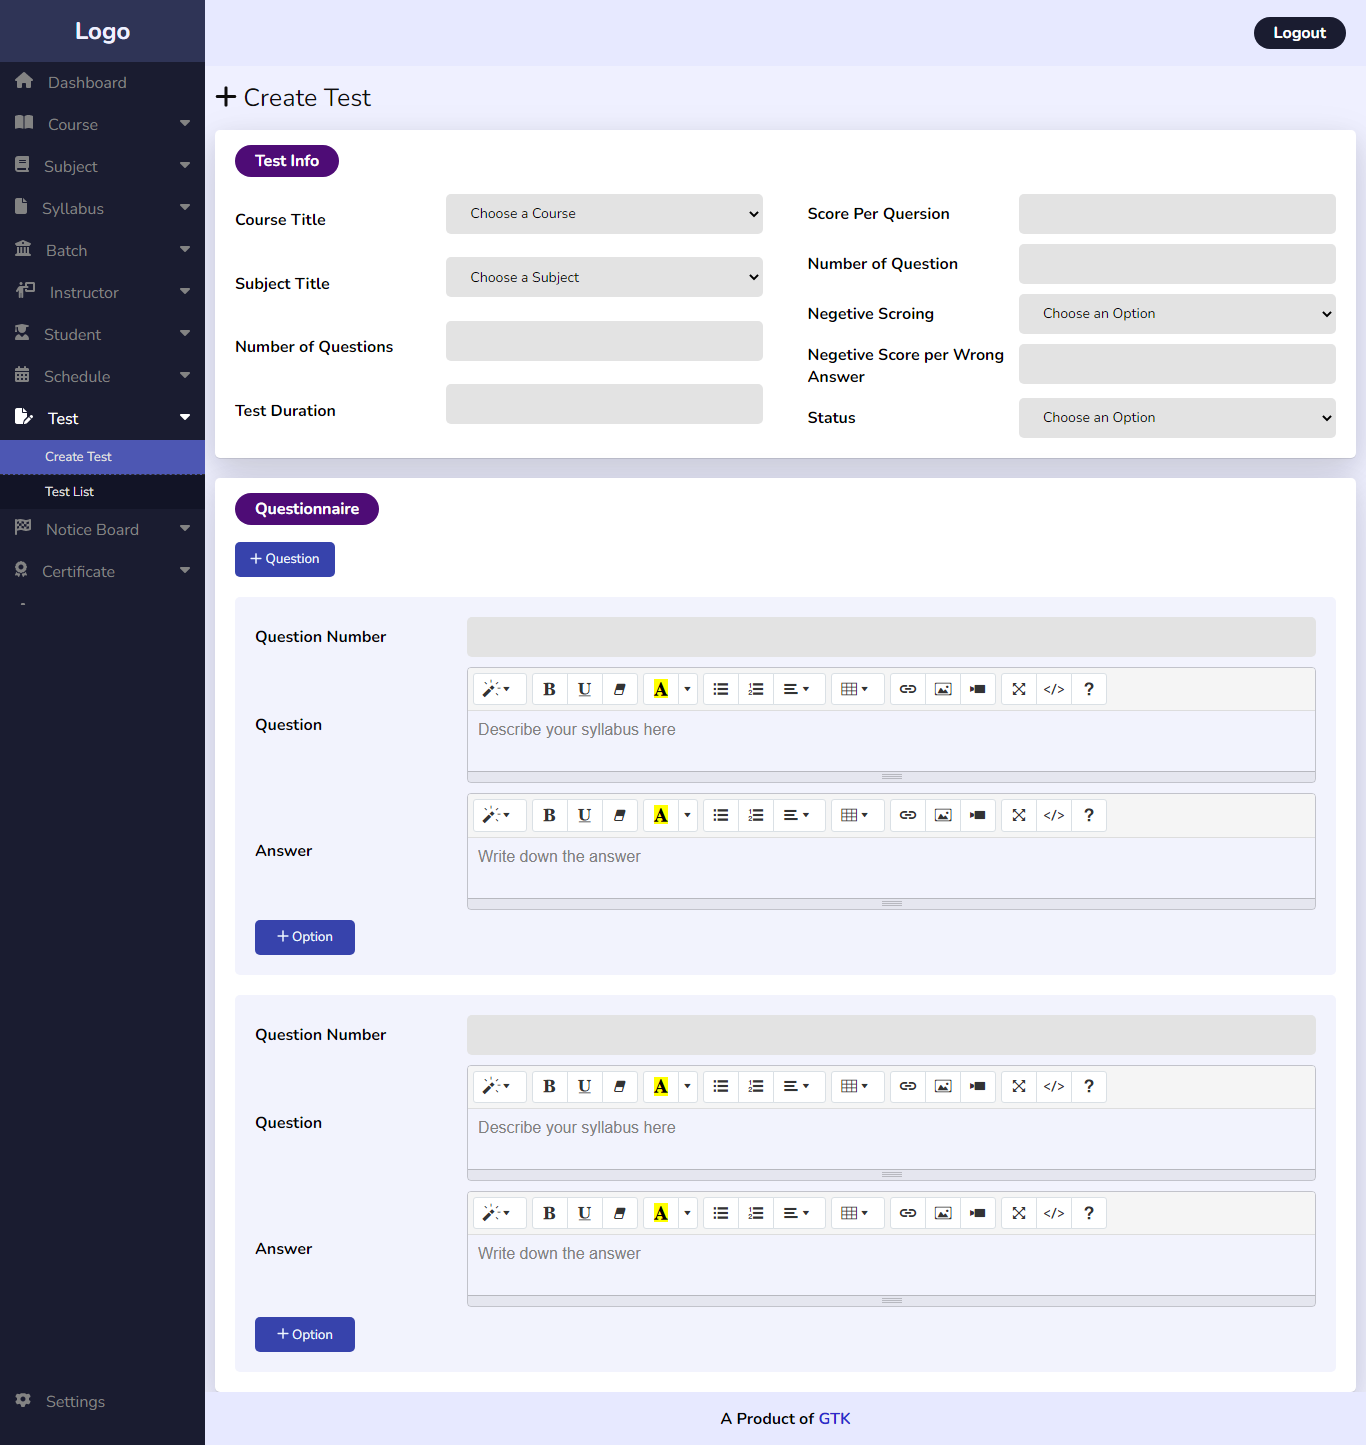 Logo
Logout
Dashboard
Course
Subject
Syllabus
Batch
Instructor
Student
Schedule
Test
Create Test
Test List
Notice Board
Certificate
Settings
Create Test
Test Info
Course Title
Choose a Course
Subject Title
Choose a Subject
Number of Questions
Test Duration
Score Per Quersion
Number of Question
Negetive Scroing
Choose an Option
Negetive Score per Wrong
Answer
Status
Choose an Option
Questionnaire
+ Question
Question Number
B U A </> ?
Question
Describe your syllabus here
B U A </> ?
Answer
Write down the answer
+ Option
Question Number
B U A </> ?
Question
Describe your syllabus here
B U A </> ?
Answer
Write down the answer
+ Option
A Product of GTK